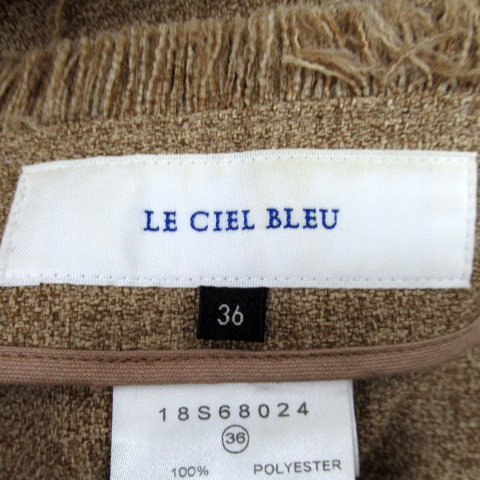 LE CIEL BLEU
36
18S68024
36
100% POLYESTER